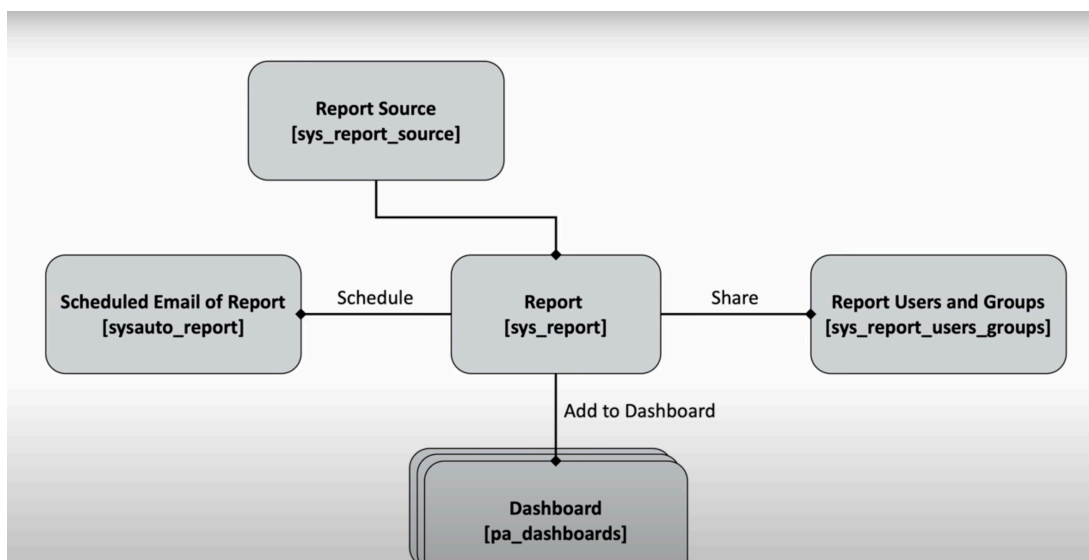 Report Source
[sys_report_source]
Scheduled Email of Report
[sysauto_report]
Schedule
Report
[sys_report]
Share
Report Users and Groups
[sys_report_users_groups]
Add to Dashboard
Dashboard
[pa_dashboards]